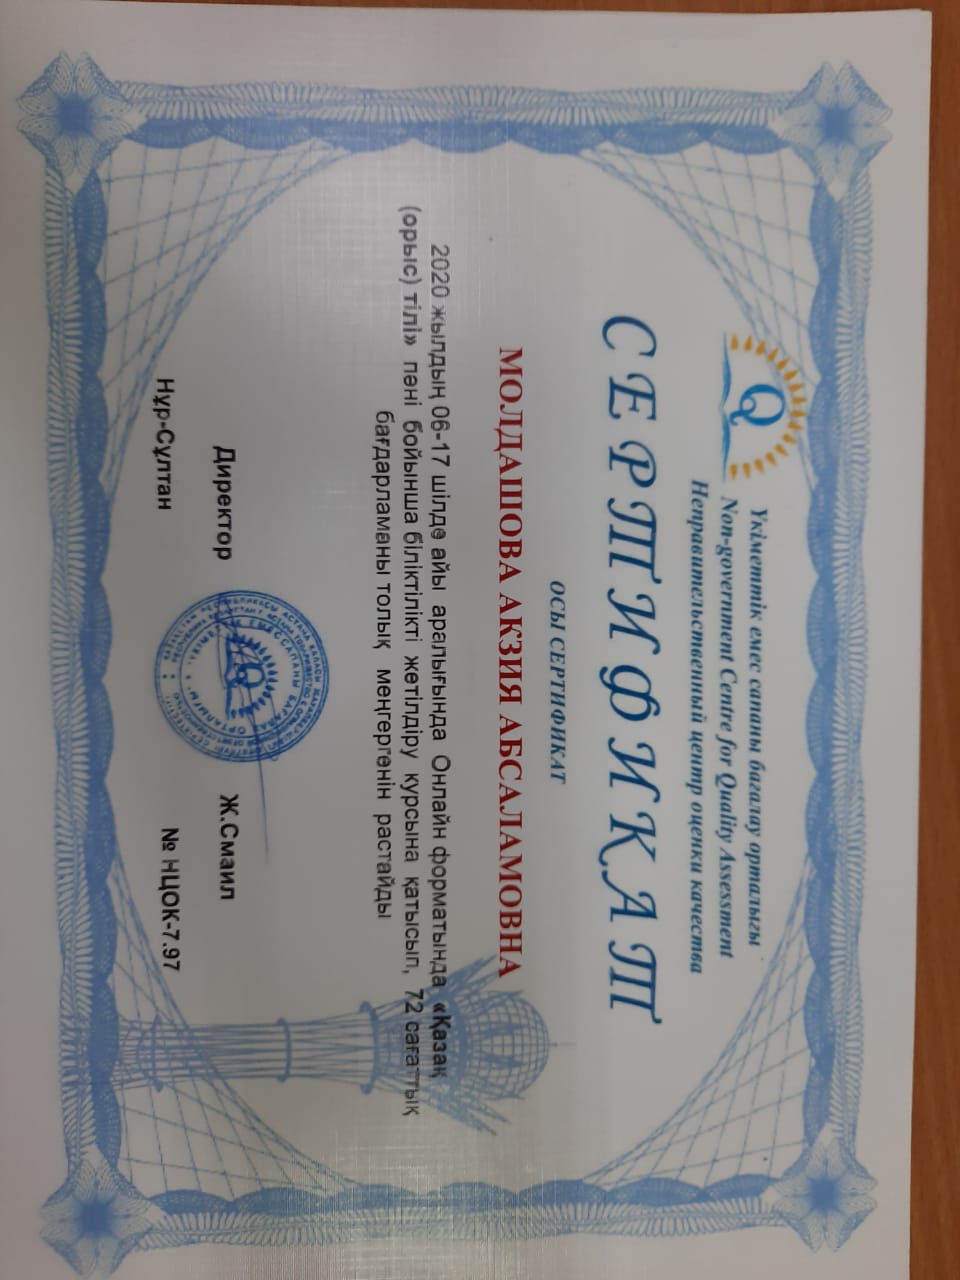 Үкіметтік емес сапаны бағалау орталығы
Non-government Centre for Quality Assessment
Неправительственный центр оценки качества
СЕРТИФИКАТ
ОСЫ СЕРТИФИКАТ
МОЛДАШОВА АКЗИЯ АБСАЛАМОВНА
2020 жылдың 06-17 шілде айы аралығында Онлайн форматында «Қазақ
(орыс) тілі» пәні бойынша біліктілікті жетілдіру курсына қатысып, 72 сағаттық
бағдарламаны толық меңгергенін растайды
Директор Ж.Смаил
Нұр-Сұлтан № НЦОК-7.97